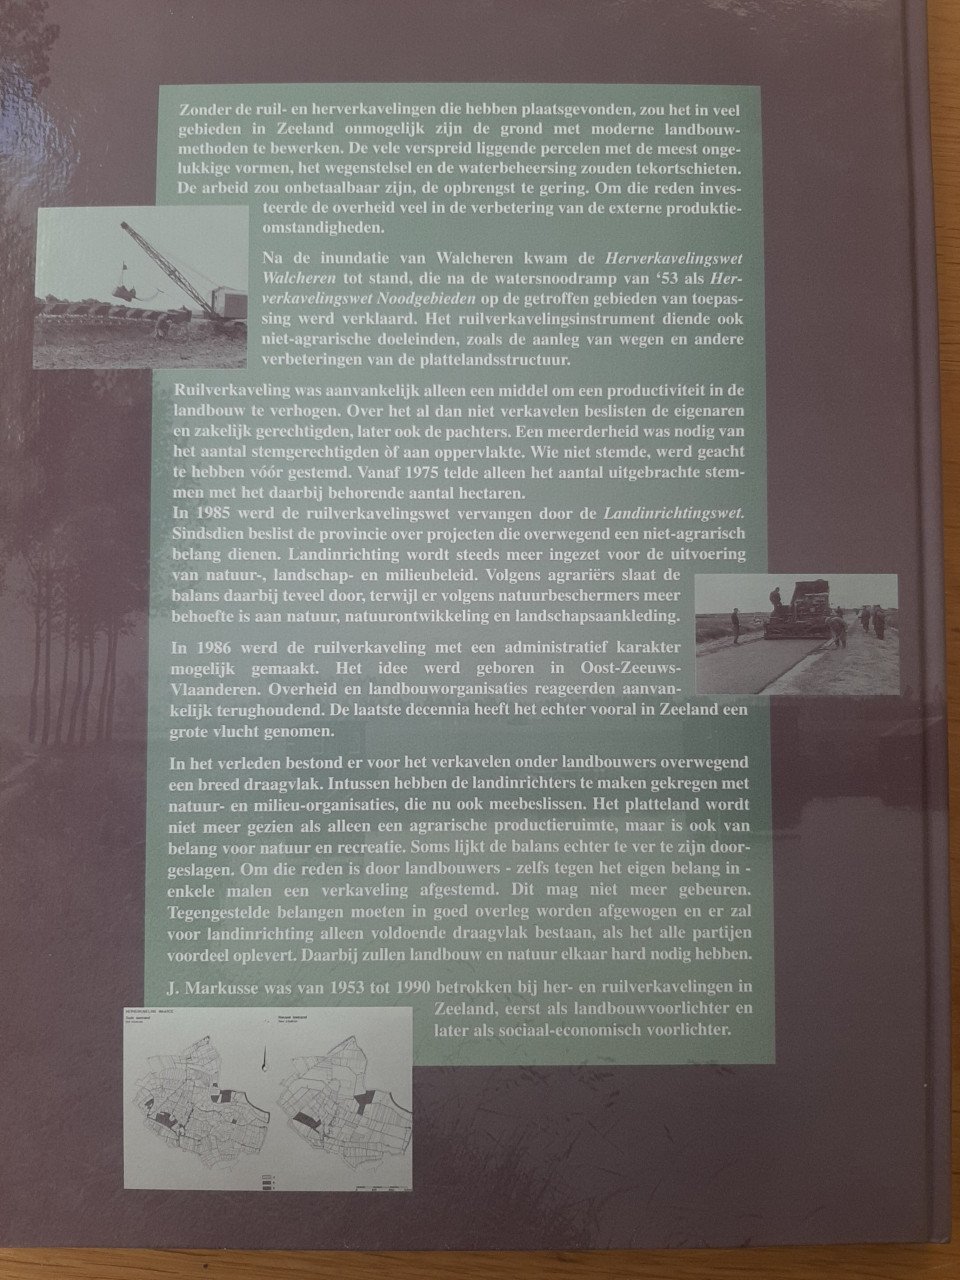 Zonder de ruil- en herverkavelingen die hebben plaatsgevonden, zou het in veel
gebieden in Zeeland onmogelijk zijn de grond met moderne landbouw-
methoden te bewerken. De vele verspreid liggende percelen met de meest onge-
lukkige vormen, het wegenstelsel en de waterbeheersing zouden tekortschieten.
De arbeid zou onbetaalbaar zijn, de opbrengst te gering. Om die reden inves-
teerde de overheid veel in de verbetering van de externe produktie-
omstandigheden.
Na de inundatie van Walcheren kwam de Herverkavelingswet
Walcheren tot stand, die na de watersnoodramp van ‘53 als Her-
verkavelingswet Noodgebieden op de getroffen gebieden van toepas-
sing werd verklaard. Het ruilverkavelingsinstrument diende ook
niet-agrarische doeleinden, zoals de aanleg van wegen en andere
verbeteringen van de plattelandsstructuur.
Ruilverkaveling was aanvankelijk alleen een middel om een productiviteit in de
landbouw te verhogen. Over het al dan niet verkavelen beslisten de eigenaren
en zakelijk gerechtigden, later ook de pachters. Een meerderheid was nodig van
het aantal stemgerechtigden òf aan oppervlakte. Wie niet stemde, werd geacht
te hebben vóór gestemd. Vanaf 1975 telde alleen het aantal uitgebrachte stem-
men met het daarbij behorende aantal hectaren.
In 1985 werd de ruilverkavelingswet vervangen door de Landinrichtingswet.
Sindsdien beslist de provincie over projecten die overwegend een niet-agrarisch
belang dienen. Landinrichting wordt steeds meer ingezet voor de uitvoering
van natuur-, landschap- en milieubeleid. Volgens agrariërs slaat de
balans daarbij teveel door, terwijl er volgens natuurbeschermers meer
behoefte is aan natuur, natuurontwikkeling en landschapsaankleding.
In 1986 werd de ruilverkaveling met een administratief karakter
mogelijk gemaakt. Het idee werd geboren in Oost-Zeeuws-
Vlaanderen. Overheid en landbouworganisaties reageerden aanvan-
kelijk terughoudend. De laatste decennia heeft het echter vooral in Zeeland een
grote vlucht genomen.
In het verleden bestond er voor het verkavelen onder landbouwers overwegend
een breed draagvlak. Intussen hebben de landinrichters te maken gekregen met
natuur- en milieu-organisaties, die nu ook meebeslissen. Het platteland wordt
niet meer gezien als alleen een agrarische productieruimte, maar is ook van
belang voor natuur en recreatie. Soms lijkt de balans echter te ver te zijn door-
geslagen. Om die reden is door landbouwers - zelfs tegen het eigen belang in -
enkele malen een verkaveling afgestemd. Dit mag niet meer gebeuren.
Tegengestelde belangen moeten in goed overleg worden afgewogen en er zal
voor landinrichting alleen voldoende draagvlak bestaan, als het alle partijen
voordeel oplevert. Daarbij zullen landbouw en natuur elkaar hard nodig hebben.
J. Markusse was van 1953 tot 1990 betrokken bij her- en ruilverkavelingen in
Zeeland, eerst als landbouwvoorlichter en
later als sociaal-economisch voorlichter.